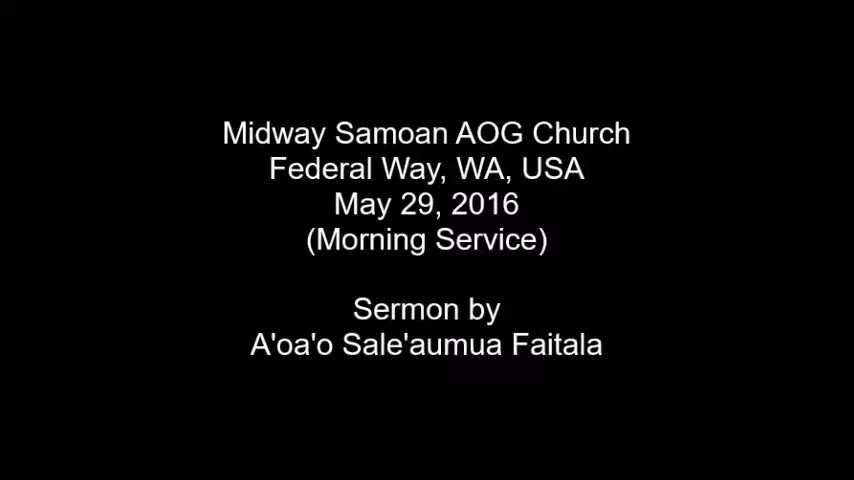 Midway Samoan AOG Church
Federal Way, WA, USA
May 29, 2016
(Morning Service)
Sermon by
A'oa'o Sale'aumua Faitala